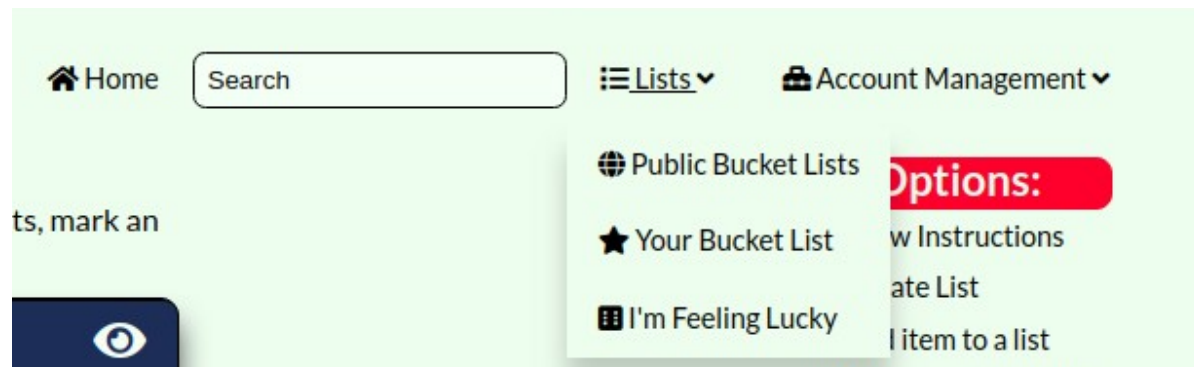 Home Search Lists Account Management
Public Bucket Lists
Options:
ts, mark an
Your Bucket List
w Instructions
ate List
I'm Feeling Lucky
item to a list